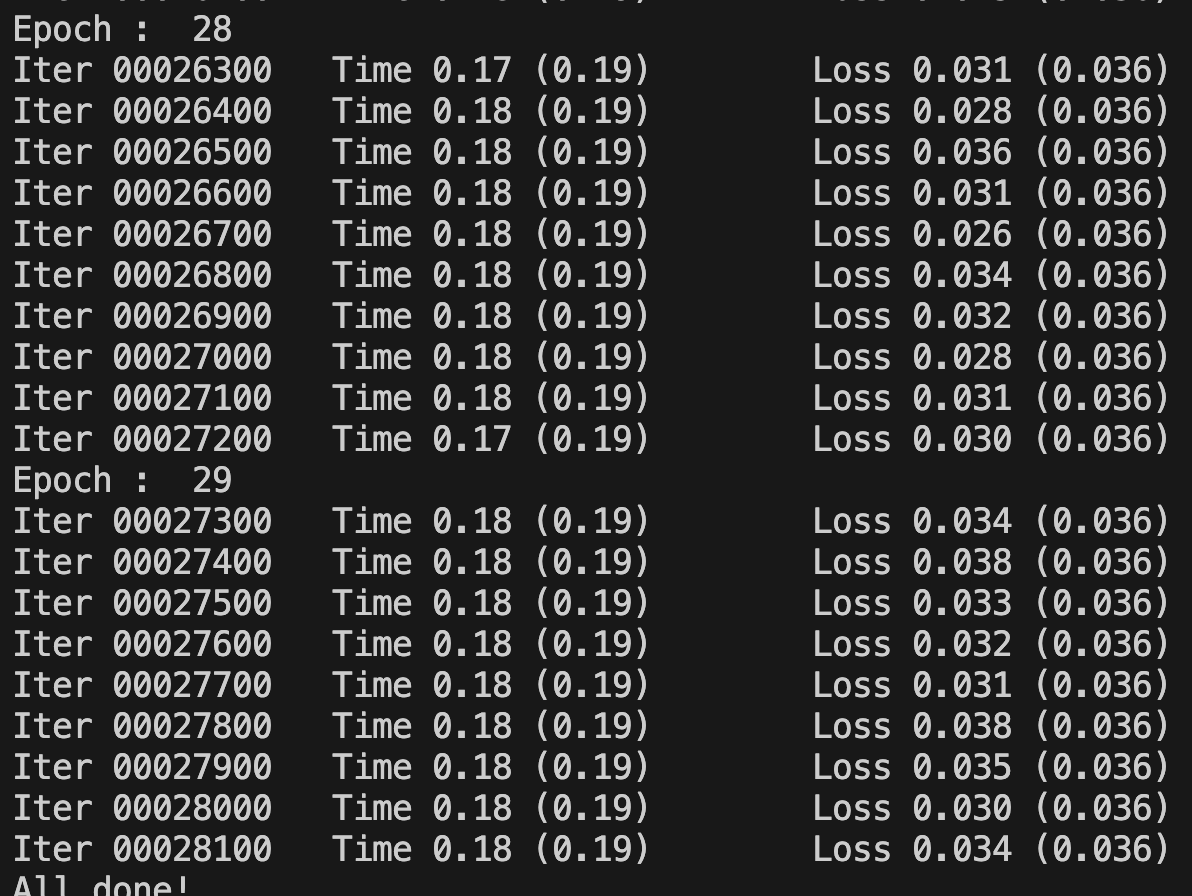 Epoch :  28
Iter 00026300   Time 0.17 (0.19)        Loss 0.031 (0.036)
Iter 00026400   Time 0.18 (0.19)        Loss 0.028 (0.036)
Iter 00026500   Time 0.18 (0.19)        Loss 0.036 (0.036)
Iter 00026600   Time 0.18 (0.19)        Loss 0.031 (0.036)
Iter 00026700   Time 0.18 (0.19)        Loss 0.026 (0.036)
Iter 00026800   Time 0.18 (0.19)        Loss 0.034 (0.036)
Iter 00026900   Time 0.18 (0.19)        Loss 0.032 (0.036)
Iter 00027000   Time 0.18 (0.19)        Loss 0.028 (0.036)
Iter 00027100   Time 0.18 (0.19)        Loss 0.031 (0.036)
Iter 00027200   Time 0.17 (0.19)        Loss 0.030 (0.036)
Epoch :  29
Iter 00027300   Time 0.18 (0.19)        Loss 0.034 (0.036)
Iter 00027400   Time 0.18 (0.19)        Loss 0.038 (0.036)
Iter 00027500   Time 0.18 (0.19)        Loss 0.033 (0.036)
Iter 00027600   Time 0.18 (0.19)        Loss 0.032 (0.036)
Iter 00027700   Time 0.18 (0.19)        Loss 0.031 (0.036)
Iter 00027800   Time 0.18 (0.19)        Loss 0.038 (0.036)
Iter 00027900   Time 0.18 (0.19)        Loss 0.035 (0.036)
Iter 00028000   Time 0.18 (0.19)        Loss 0.030 (0.036)
Iter 00028100   Time 0.18 (0.19)        Loss 0.034 (0.036)
All done!